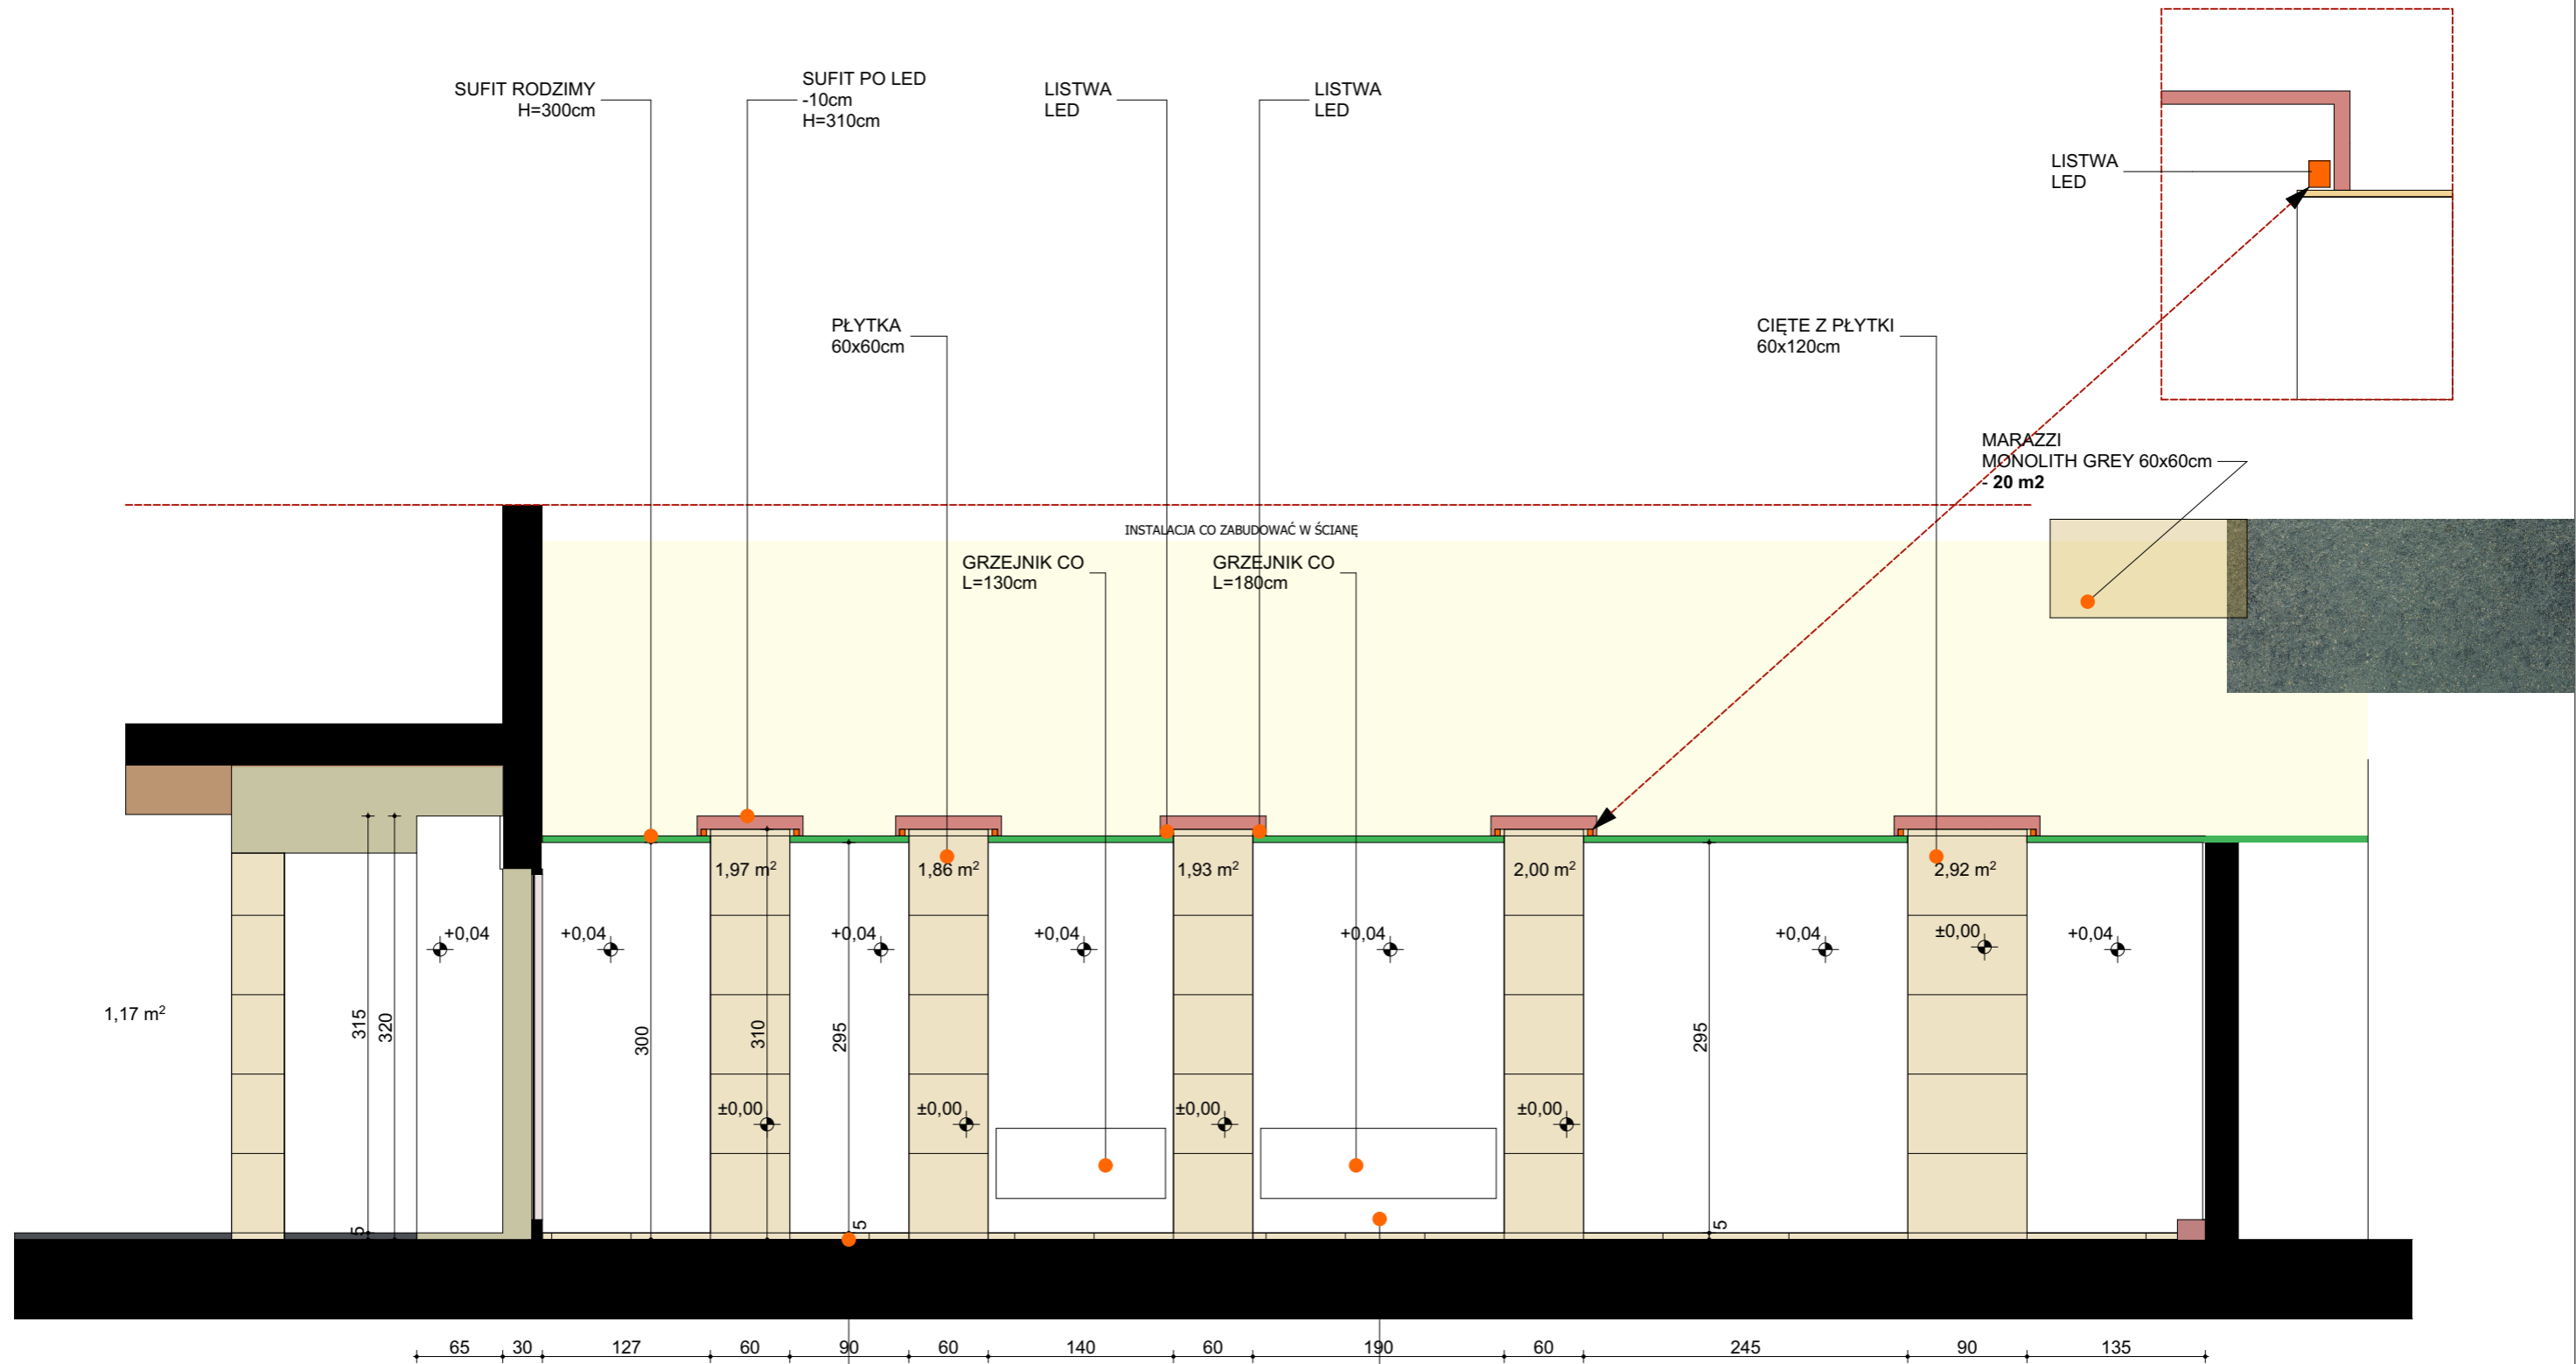 SUFIT RODZIMY
H=300cm
SUFIT PO LED
-10cm
H=310cm
LISTWA
LED
LISTWA
LED
LISTWA
LED
PŁYTKA
60x60cm
CIĘTE Z PŁYTKI
60x120cm
MARAZZI
MONOLITH GREY 60x60cm
- 20 m2
INSTALACJA CO ZABUDOWAĆ W ŚCIANĘ
GRZEJNIK CO
L=130cm
GRZEJNIK CO
L=180cm
1,97 m²
1,86 m²
1,93 m²
2,00 m²
2,92 m²
+0,04
+0,04
+0,04
+0,04
+0,04
+0,04
±0,00
+0,04
1,17 m²
315
320
300
310
295
295
±0,00
±0,00
±0,00
±0,00
5
5
5
65
30
127
60
90
60
140
60
190
60
245
90
135